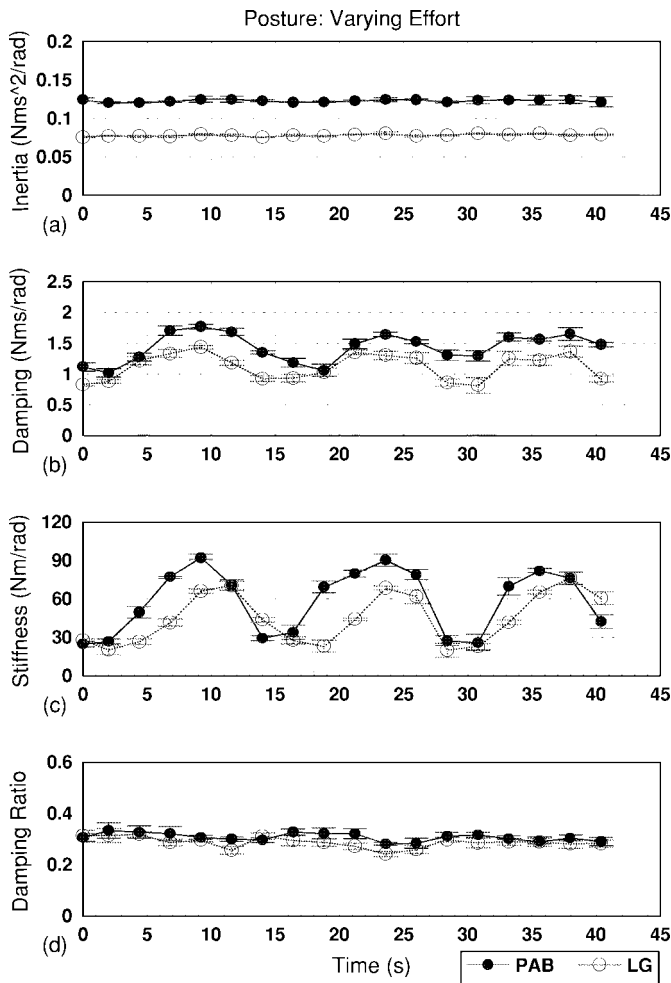 Posture: Varying Effort
0.2
0.15
0.1
0.05
0
Inertia (Nms^2/rad)
0 5 10 15 20 25 30 35 40 45
(a)
2.5
2
1.5
1
0.5
0
Damping (Nms/rad)
0 5 10 15 20 25 30 35 40 45
(b)
120
90
60
30
0
Stiffness (Nm/rad)
0 5 10 15 20 25 30 35 40 45
(c)
0.6
0.4
0.2
0
Damping Ratio
0 5 10 15 20 25 30 35 40 45
(d)
Time (s)
PAB LG